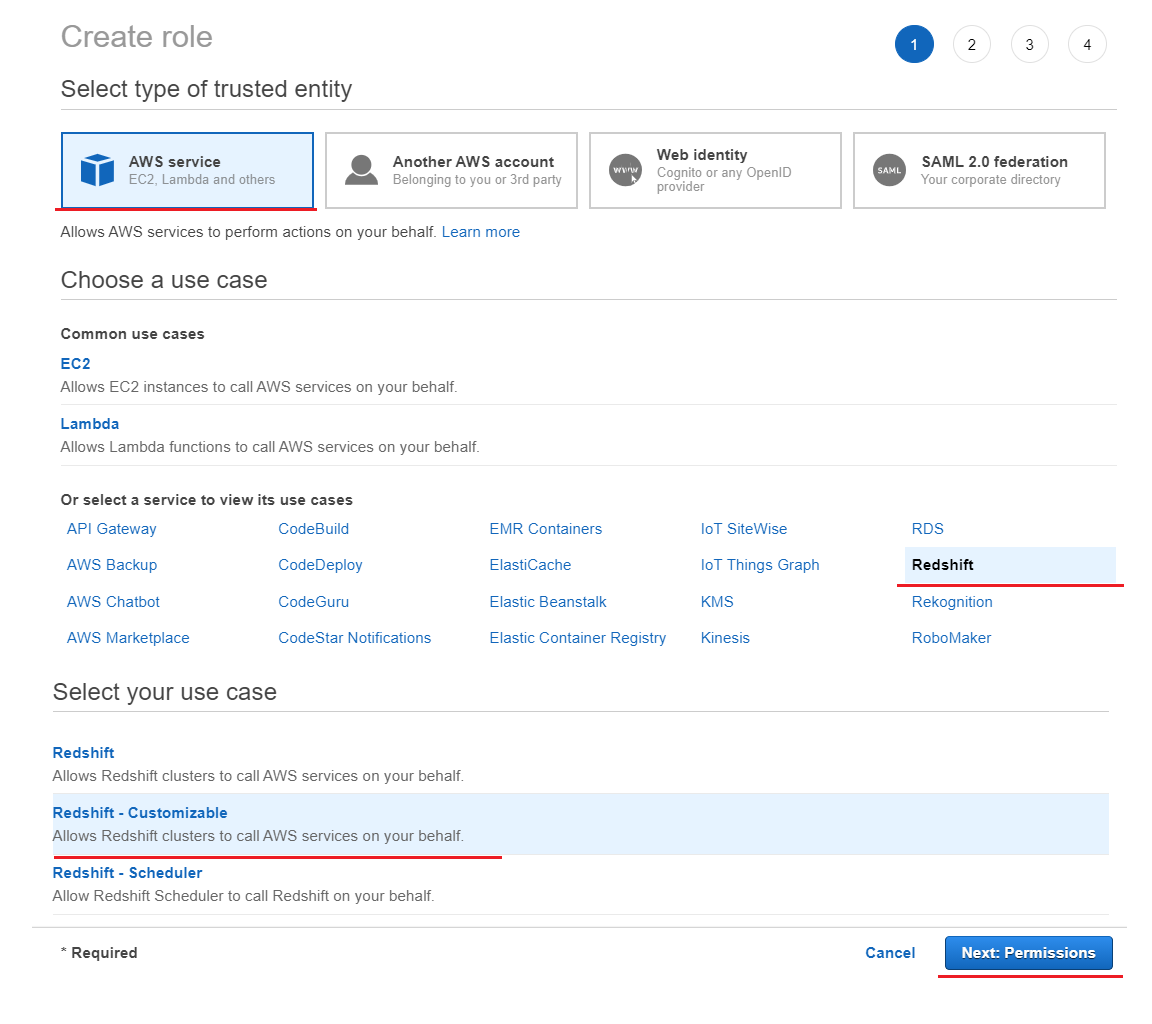 Create role
1 2 3 4
Select type of trusted entity
AWS service
EC2, Lambda and others
Another AWS account
Belonging to you or 3rd party
www
Web identity
Cognito or any OpenID
provider
SAML
SAML 2.0 federation
Your corporate directory
Allows AWS services to perform actions on your behalf. Learn more
Choose a use case
Common use cases
EC2
Allows EC2 instances to call AWS services on your behalf.
Lambda
Allows Lambda functions to call AWS services on your behalf.
Or select a service to view its use cases
API Gateway CodeBuild EMR Containers IoT SiteWise RDS
AWS Backup CodeDeploy ElastiCache IoT Things Graph Redshift
AWS Chatbot CodeGuru Elastic Beanstalk KMS Rekognition
AWS Marketplace CodeStar Notifications Elastic Container Registry Kinesis RoboMaker
Select your use case
Redshift
Allows Redshift clusters to call AWS services on your behalf.
Redshift - Customizable
Allows Redshift clusters to call AWS services on your behalf.
Redshift - Scheduler
Allow Redshift Scheduler to call Redshift on your behalf.
* Required Cancel Next: Permissions